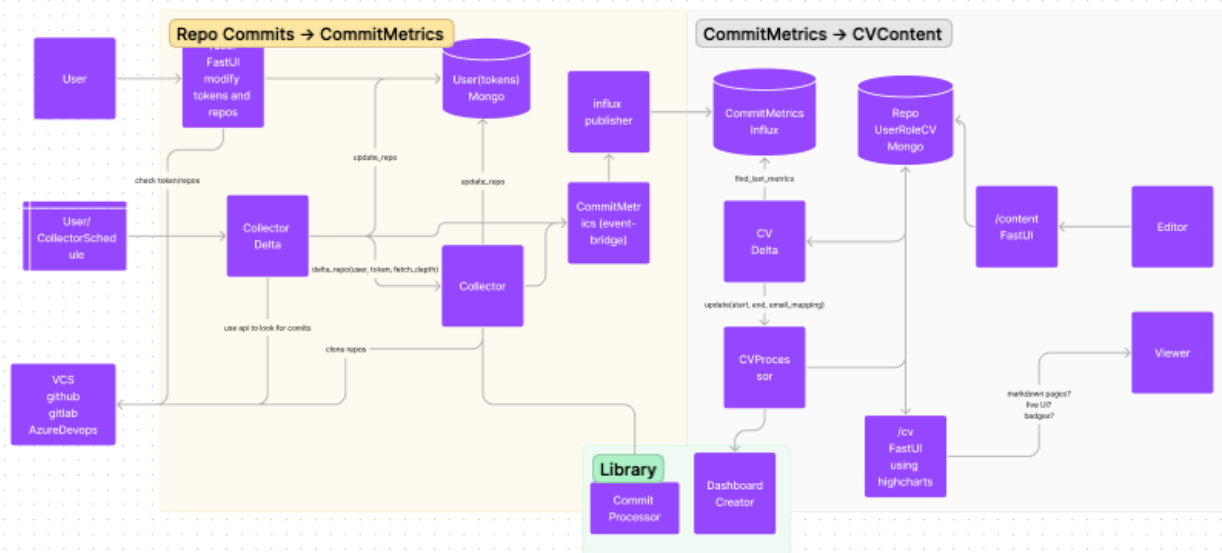 Repo Commits → CommitMetrics
CommitMetrics → CVContent
User
FastUI
modify
tokens and
repos
User(tokens)
Mongo
influx
publisher
CommitMetrics
Influx
Repo
UserRoleCV
Mongo
update_repo
check token/repos
update_repo
find_last_metrics
User/
CollectorSched
ule
Collector
Delta
CommitMetr
ics (event-
bridge)
CV
Delta
/content
FastUI
Editor
delta_repo(user, token, fetch_depth)
Collector
update(start, end, email_mapping)
use api to look for comits
clone repos
CVProces
sor
Viewer
VCS
github
gitlab
AzureDevops
markdown pages?
live UI?
badges?
/cv
FastUI
using
highcharts
Library
Commit
Processor
Dashboard
Creator